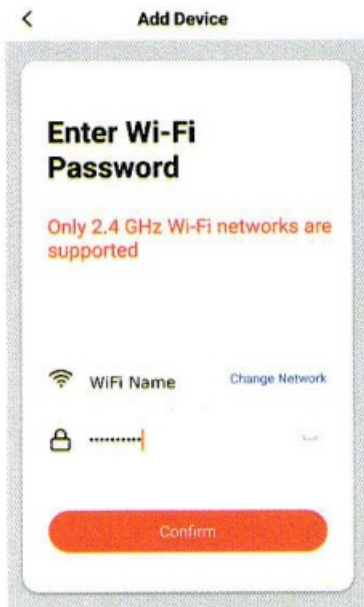 Add Device
Enter Wi-Fi
Password
Only 2.4 GHz Wi-Fi networks are
supported
WiFi Name Change Network
Confirm